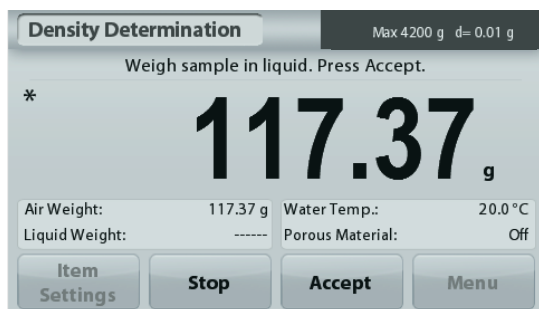 Density Determination
Max 4200 g d= 0.01 g
Weigh sample in liquid. Press Accept.
*
117.37 g
Air Weight: 117.37 g Water Temp.: 20.0°C
Liquid Weight: ------ Porous Material: Off
Item Settings
Stop
Accept
Menu